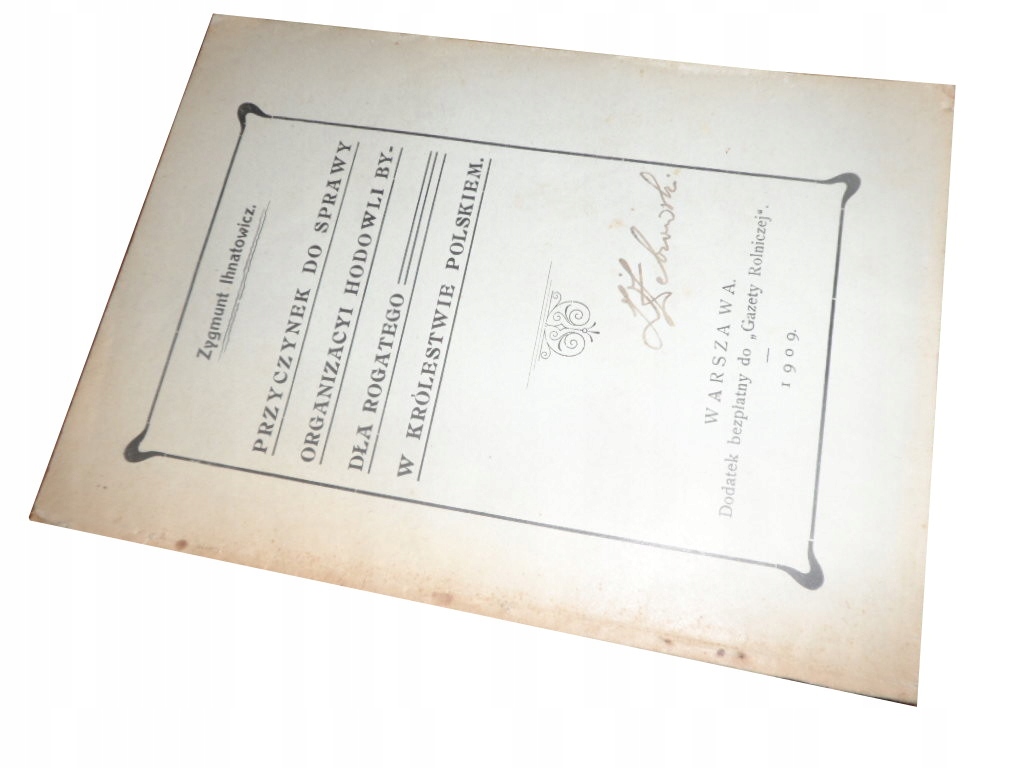 Zygmunt Ihnatowicz.
PRZYCZYNEK DO SPRAWY
ORGANIZACYI HODOWLI BY-
DŁA ROGATEGO
W KRÓLESTWIE POLSKIEM.
WARSZAWA.
Dodatek bezpłatny do „Gazety Rolniczej".
1909.